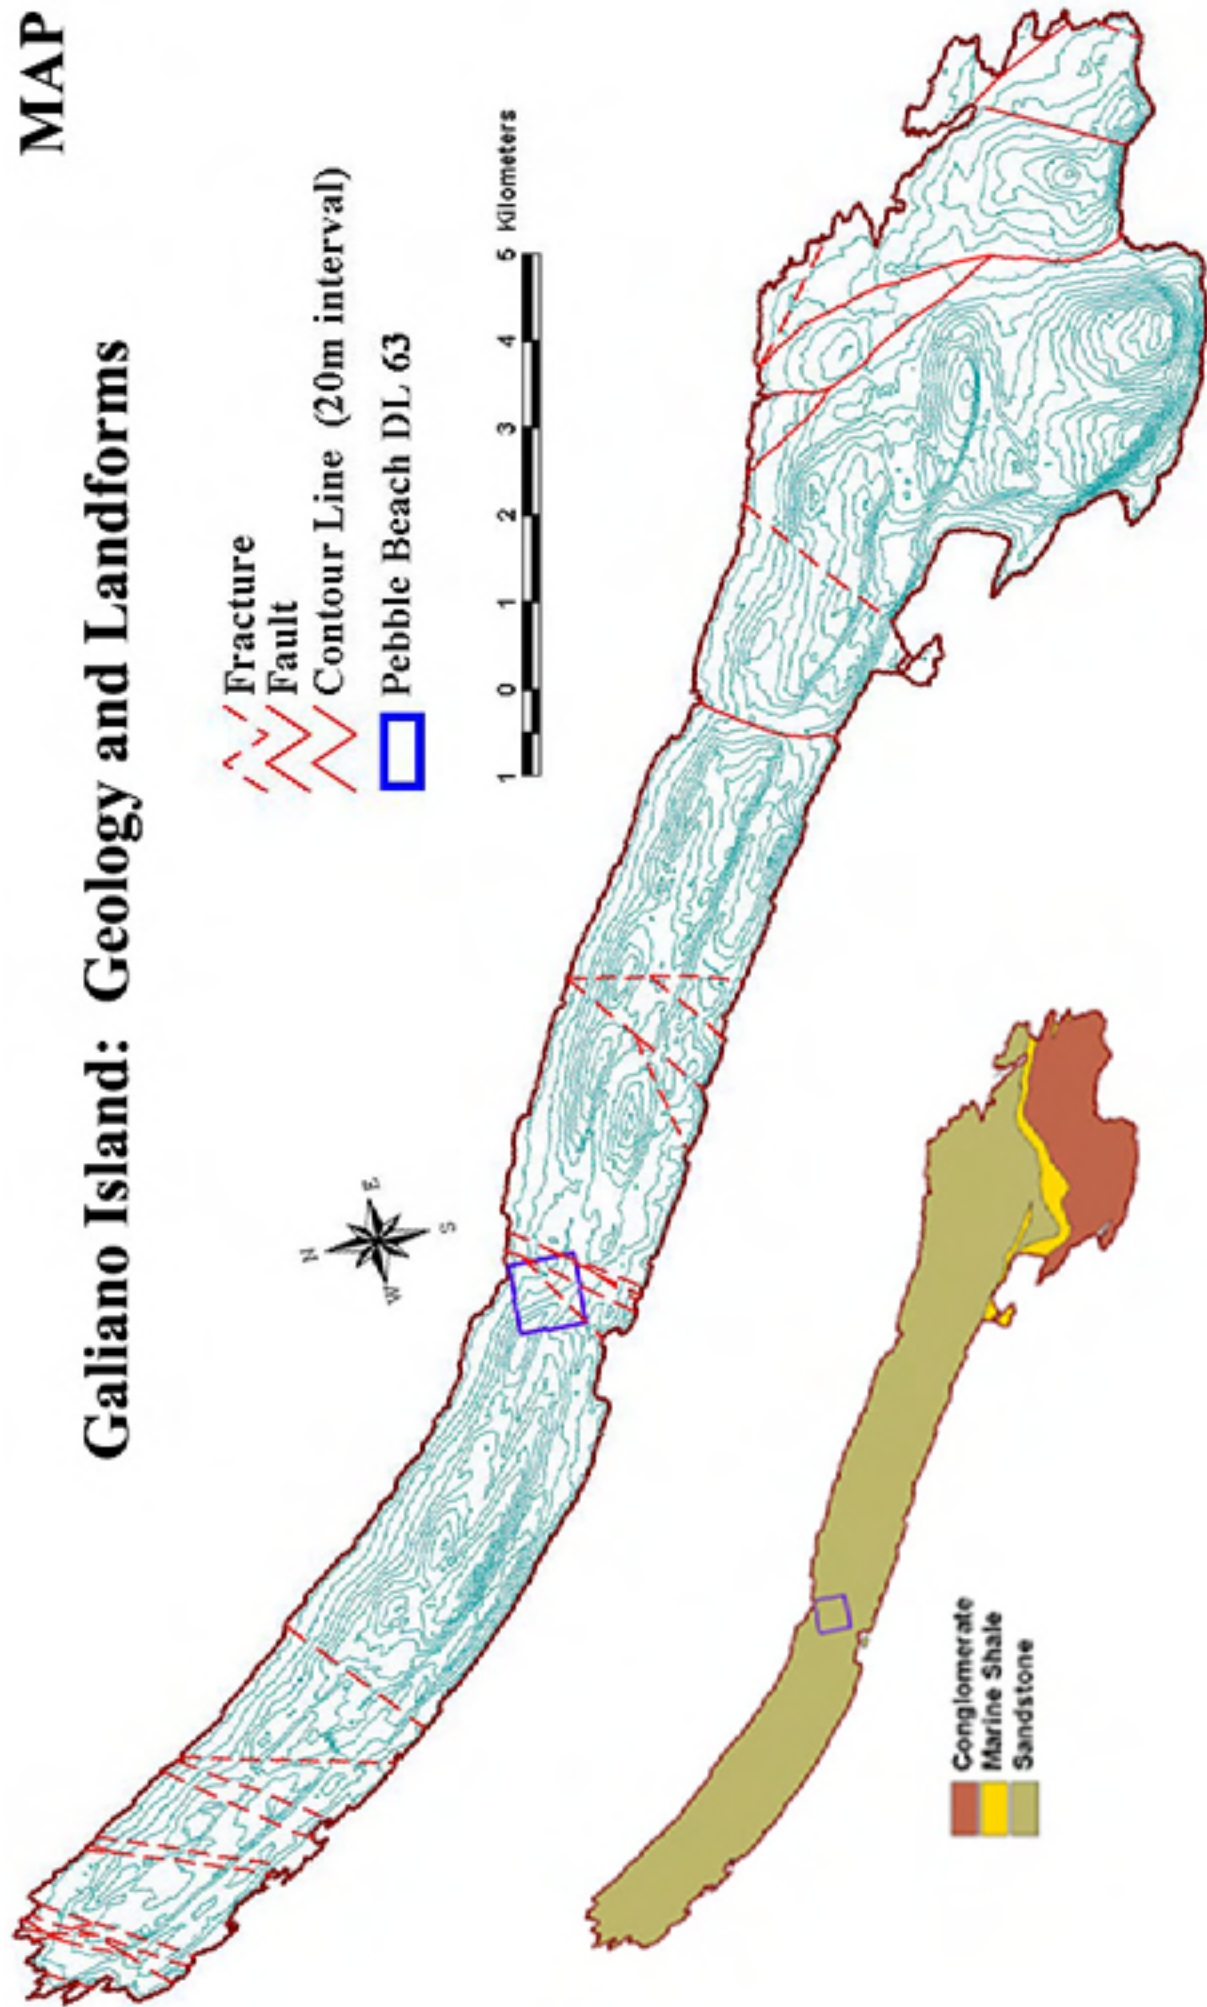 MAP
Galiano Island: Geology and Landforms
Fracture
Fault
Contour Line (20m interval)
Pebble Beach DL 63
1 0 1 2 3 4 5 Kilometers
N
W E
S
Conglomerate
Marine Shale
Sandstone